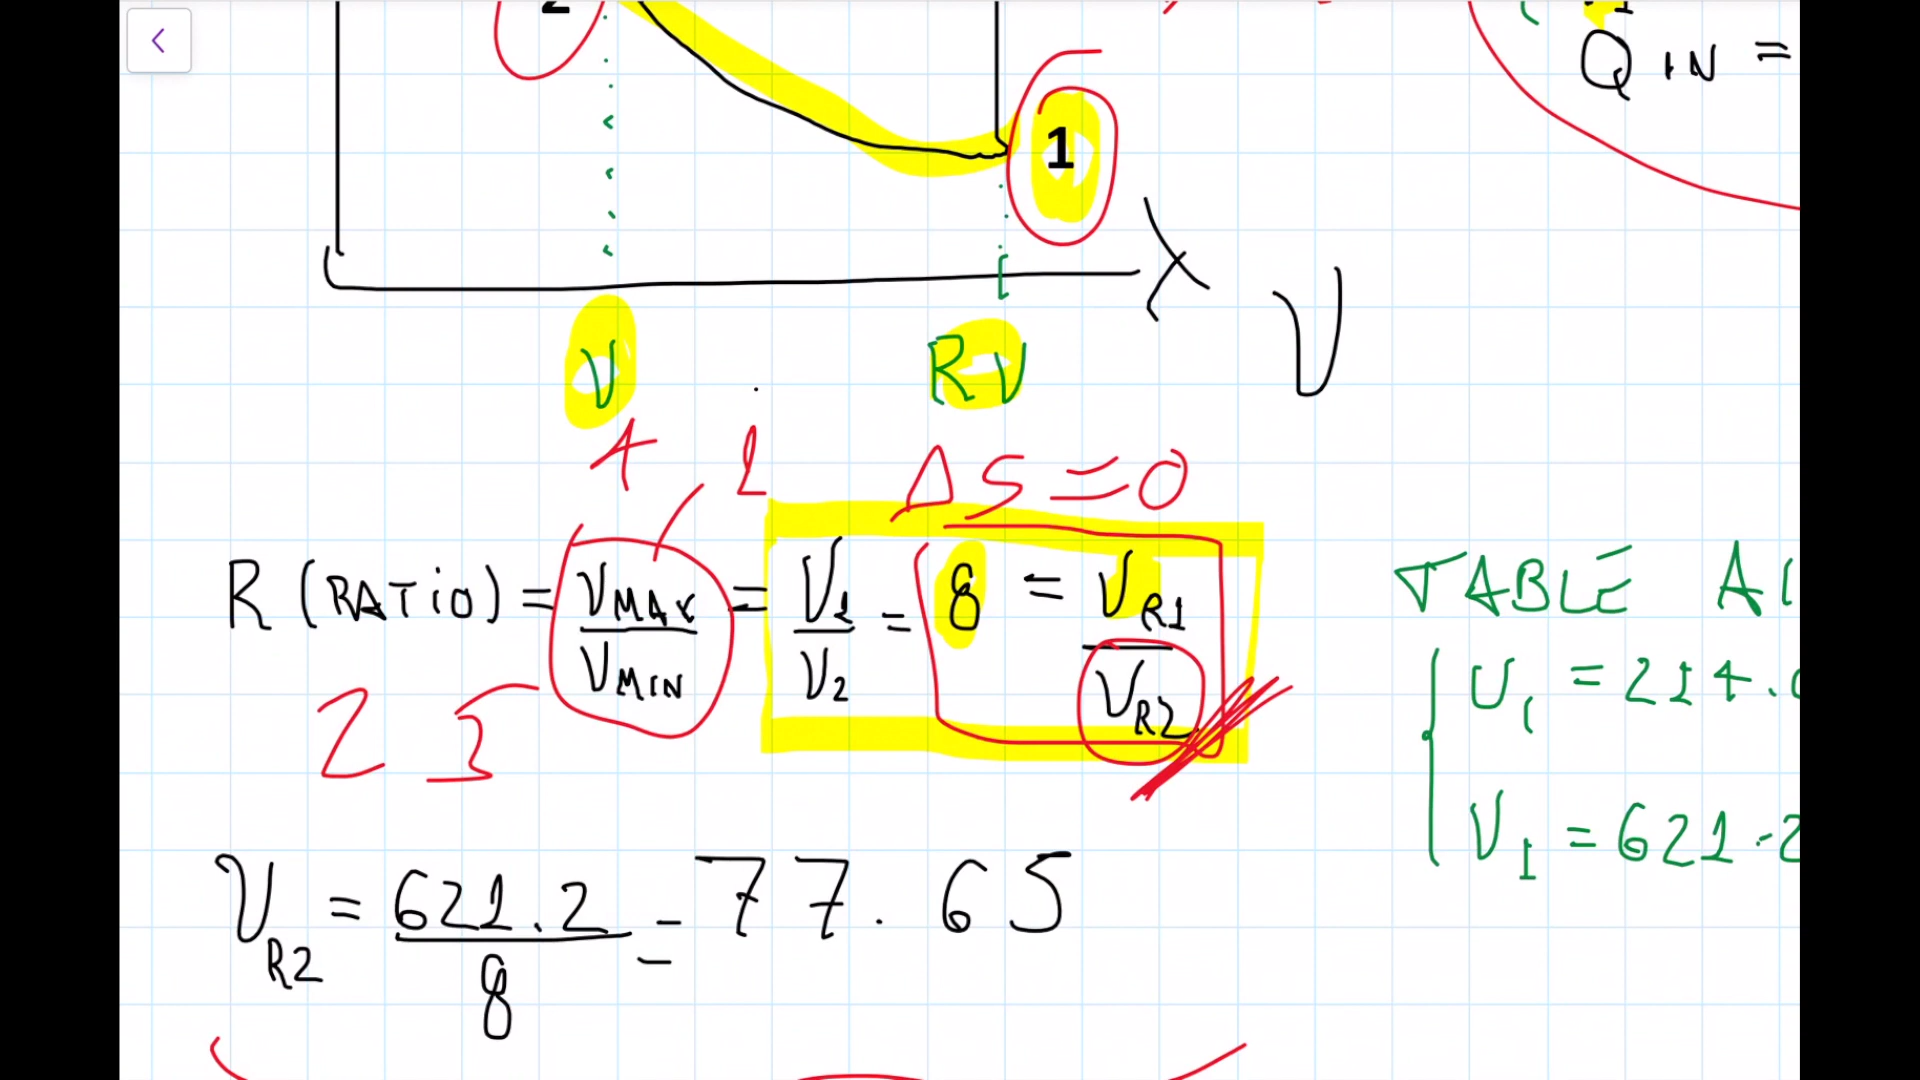 2
Q IN =
1
V
V RV
4, 1 ΔS = 0
R (RATIO) = VMAX / VMIN = V1 / V2 = 8 = VR1 / VR2
TABLE A
2 3
U1 = 214.
V1 = 621.2
VR2 = 621.2 / 8 = 77.65